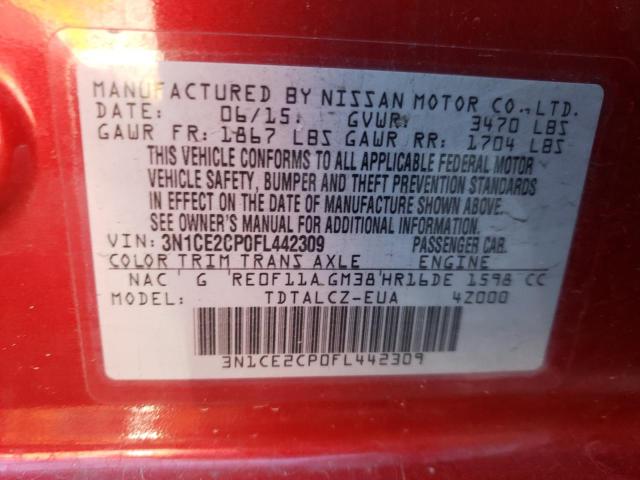 MANUFACTURED BY NISSAN MOTOR CO., LTD.
DATE: 06/15 GVWR: 3470 LBS
GAWR FR: 1867 LBS GAWR RR: 1704 LBS
THIS VEHICLE CONFORMS TO ALL APPLICABLE FEDERAL MOTOR
VEHICLE SAFETY, BUMPER AND THEFT PREVENTION STANDARDS
IN EFFECT ON THE DATE OF MANUFACTURE SHOWN ABOVE.
SEE OWNER'S MANUAL FOR ADDITIONAL INFORMATION.
VIN: 3N1CE2CP0FL442309 PASSENGER CAR.
COLOR TRIM TRANS AXLE ENGINE
NAC G RE0F11A GM38 HR16DE 1598 CC
MODEL: TDTALCZ-EUA 4Z000
3N1CE2CP0FL442309